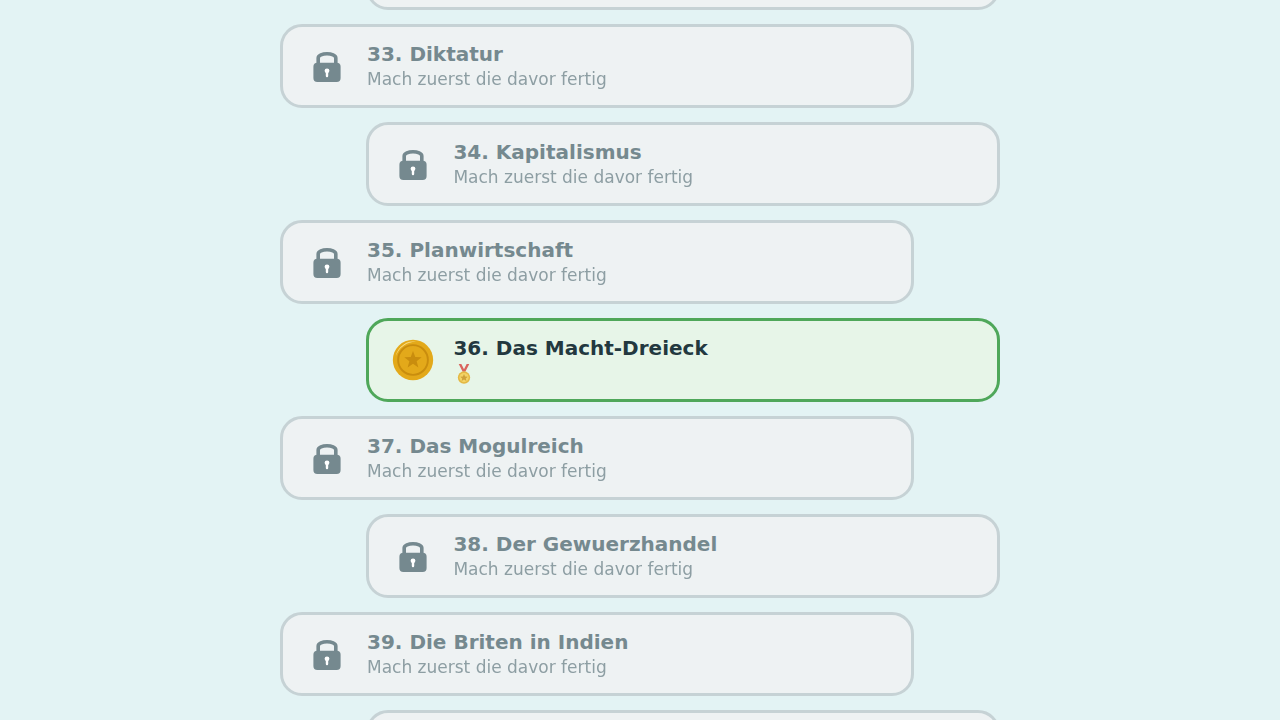 33. Diktatur
Mach zuerst die davor fertig
34. Kapitalismus
Mach zuerst die davor fertig
35. Planwirtschaft
Mach zuerst die davor fertig
36. Das Macht-Dreieck
37. Das Mogulreich
Mach zuerst die davor fertig
38. Der Gewuerzhandel
Mach zuerst die davor fertig
39. Die Briten in Indien
Mach zuerst die davor fertig